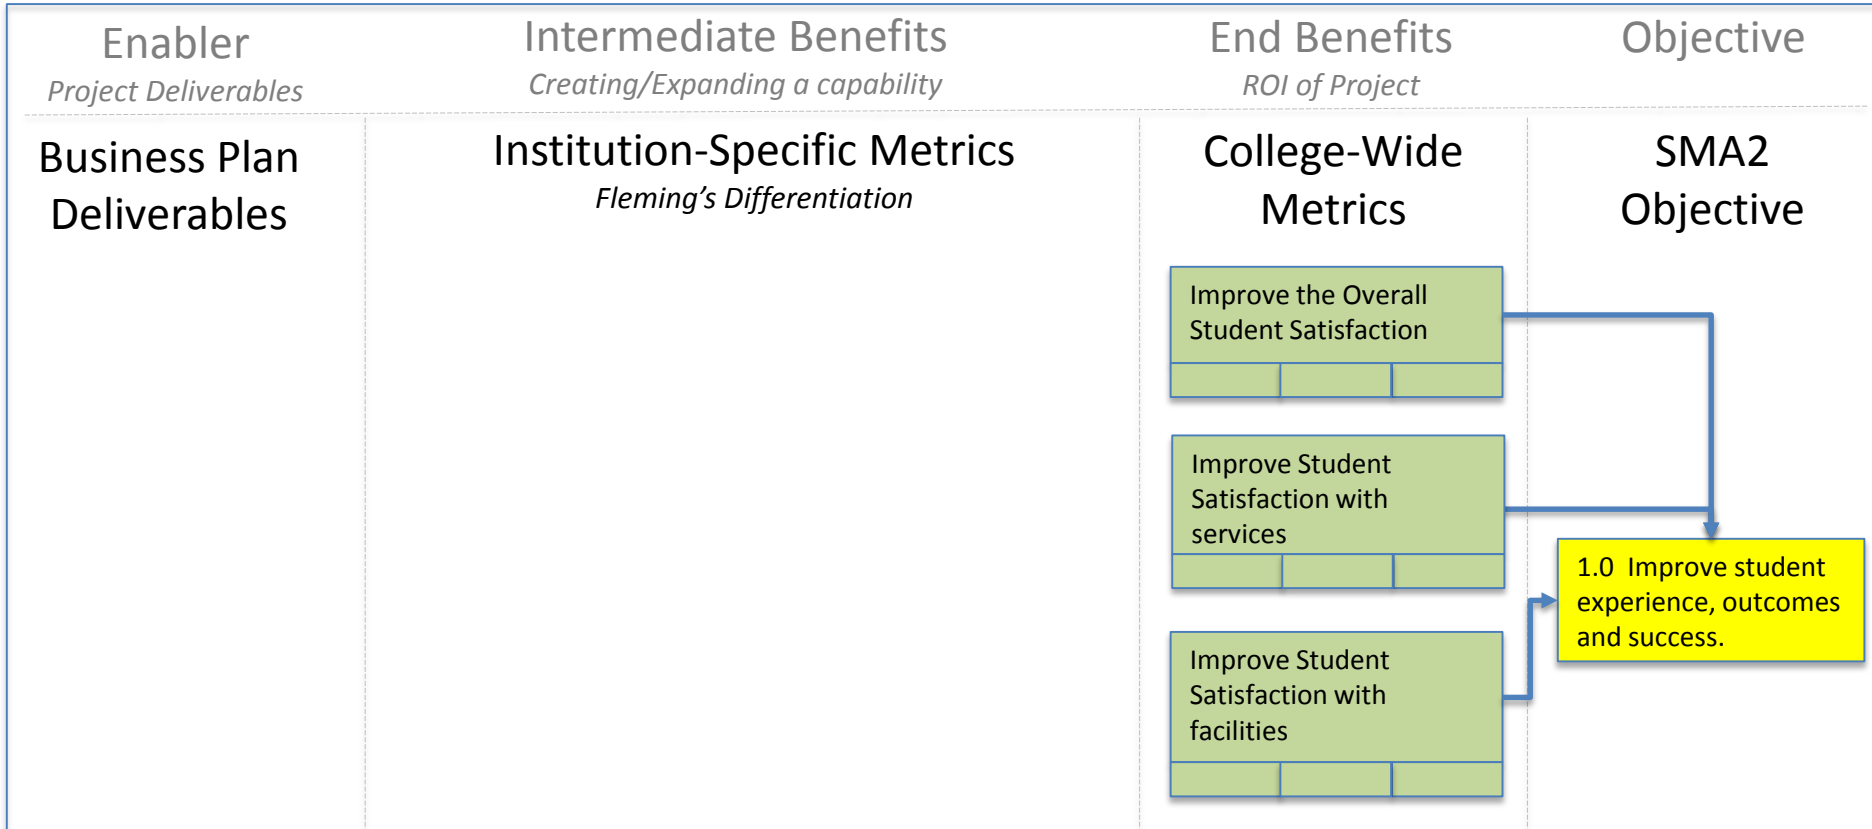 Enabler
Project Deliverables
Intermediate Benefits
Creating/Expanding a capability
End Benefits
ROI of Project
Objective
Business Plan
Deliverables
Institution-Specific Metrics
Fleming’s Differentiation
College-Wide
Metrics
SMA2
Objective
Improve the Overall
Student Satisfaction
Improve Student
Satisfaction with
services
1.0  Improve student
experience, outcomes
and success.
Improve Student
Satisfaction with
facilities